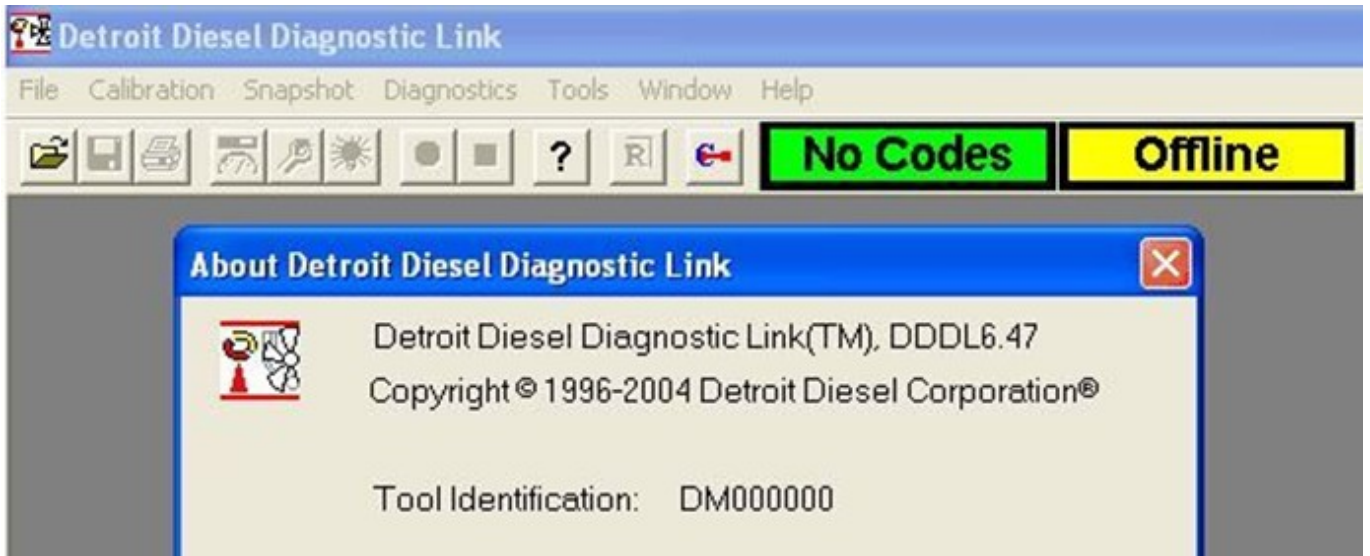 Detroit Diesel Diagnostic Link
File Calibration Snapshot Diagnostics Tools Window Help
? R C No Codes Offline
About Detroit Diesel Diagnostic Link
Detroit Diesel Diagnostic Link(TM), DDDL6.47
Copyright © 1996-2004 Detroit Diesel Corporation®
Tool Identification: DM000000